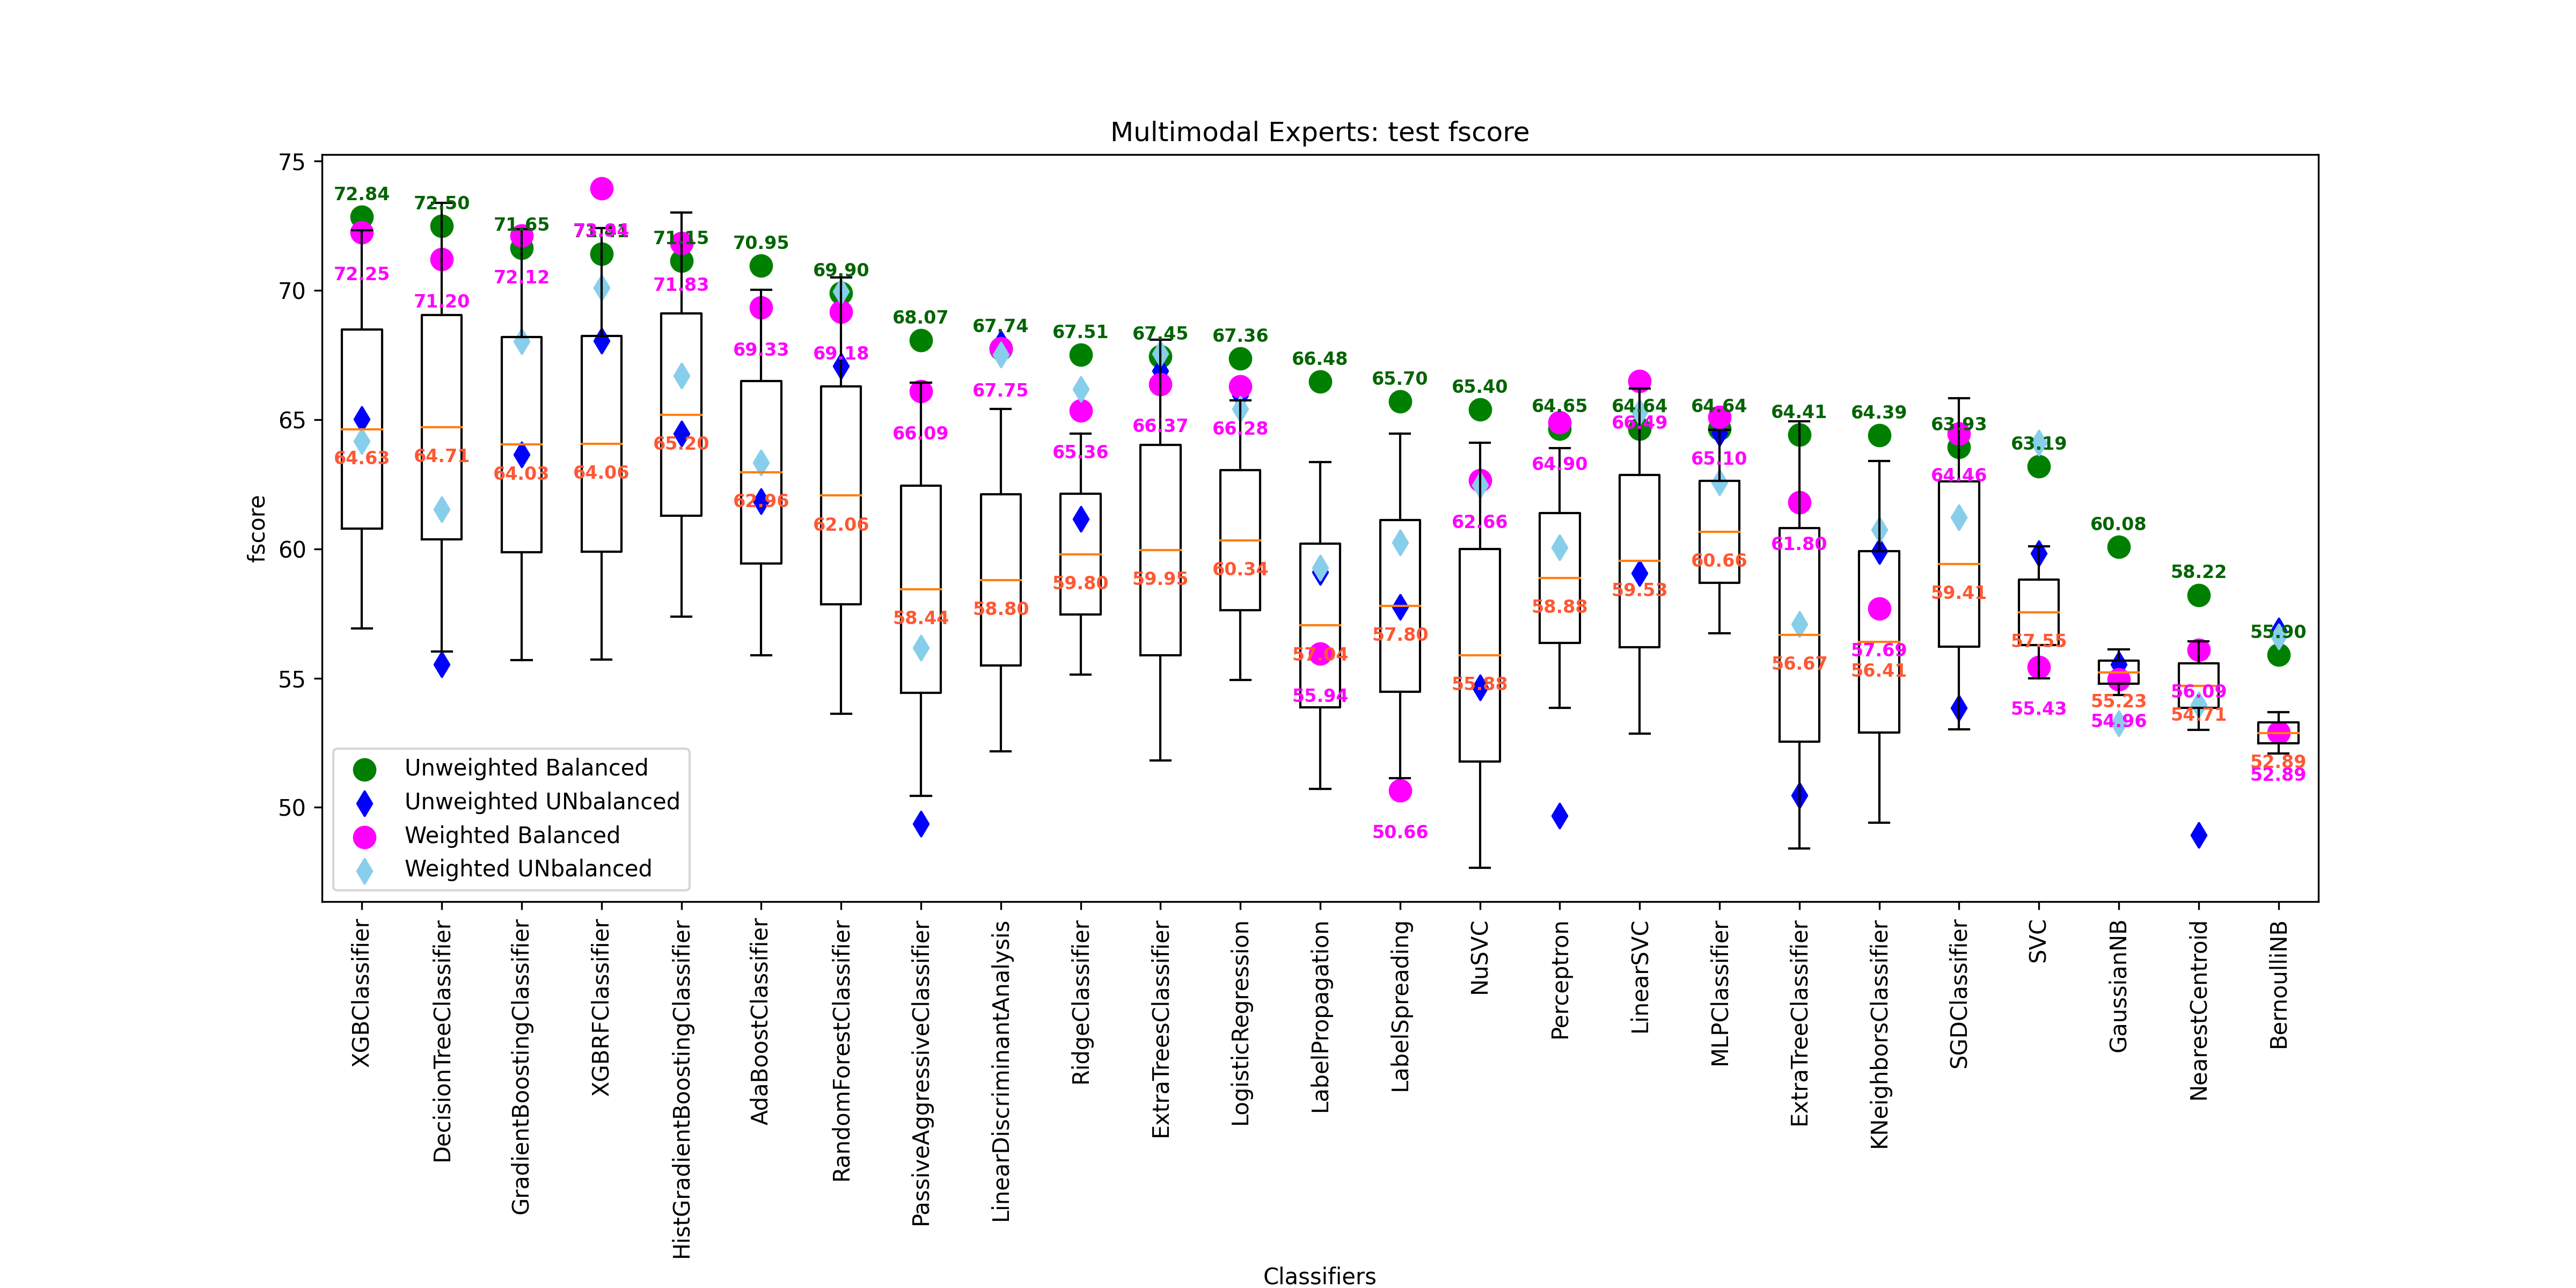 Multimodal Experts: test fscore
75
70
65
60
55
50
fscore
72.84
72.50
71.65
73.94
71.15
70.95
69.90
68.07
67.74
67.51
67.45
67.36
66.48
65.70
65.40
64.65
64.64
64.64
64.41
64.39
63.93
63.19
60.08
58.22
55.90
72.25
71.20
72.12
71.83
69.33
69.18
66.09
67.75
65.36
66.37
66.28
55.94
50.66
62.66
64.90
66.49
65.10
61.80
57.69
64.46
55.43
54.96
56.09
52.89
64.63
64.71
64.03
64.06
65.20
62.96
62.06
58.44
58.80
59.80
59.95
60.34
57.04
57.80
55.88
58.88
59.53
60.66
56.67
56.41
59.41
57.55
55.23
54.71
52.89
Unweighted Balanced
Unweighted UNbalanced
Weighted Balanced
Weighted UNbalanced
XGBClassifier
DecisionTreeClassifier
GradientBoostingClassifier
XGBRFClassifier
HistGradientBoostingClassifier
AdaBoostClassifier
RandomForestClassifier
PassiveAggressiveClassifier
LinearDiscriminantAnalysis
RidgeClassifier
ExtraTreesClassifier
LogisticRegression
LabelPropagation
LabelSpreading
NuSVC
Perceptron
LinearSVC
MLPClassifier
ExtraTreeClassifier
KNeighborsClassifier
SGDClassifier
SVC
GaussianNB
NearestCentroid
BernoulliNB
Classifiers